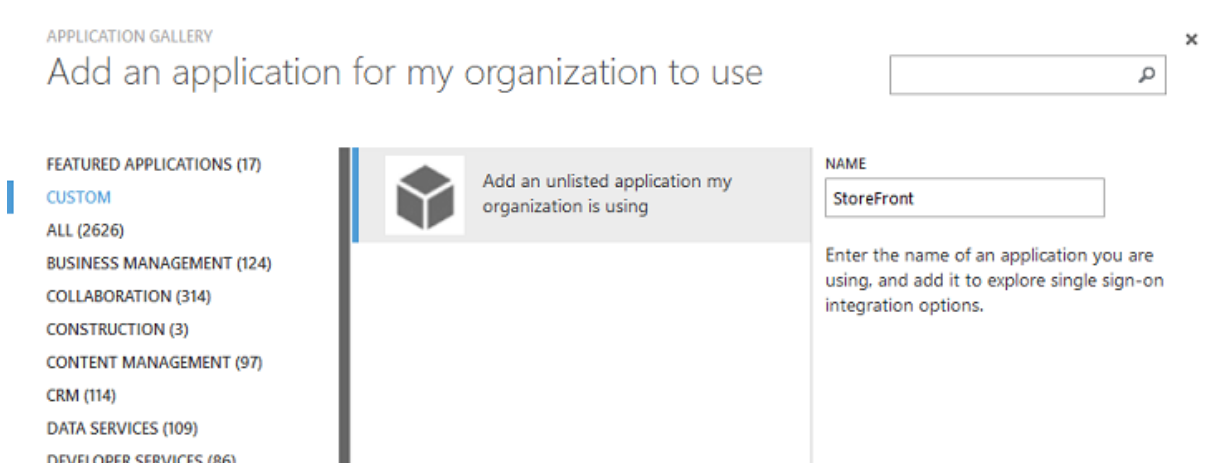 APPLICATION GALLERY
Add an application for my organization to use
FEATURED APPLICATIONS (17)
CUSTOM
ALL (2626)
BUSINESS MANAGEMENT (124)
COLLABORATION (314)
CONSTRUCTION (3)
CONTENT MANAGEMENT (97)
CRM (114)
DATA SERVICES (109)
DEVELOPER SERVICES (86)
Add an unlisted application my
organization is using
NAME
StoreFront
Enter the name of an application you are
using, and add it to explore single sign-on
integration options.